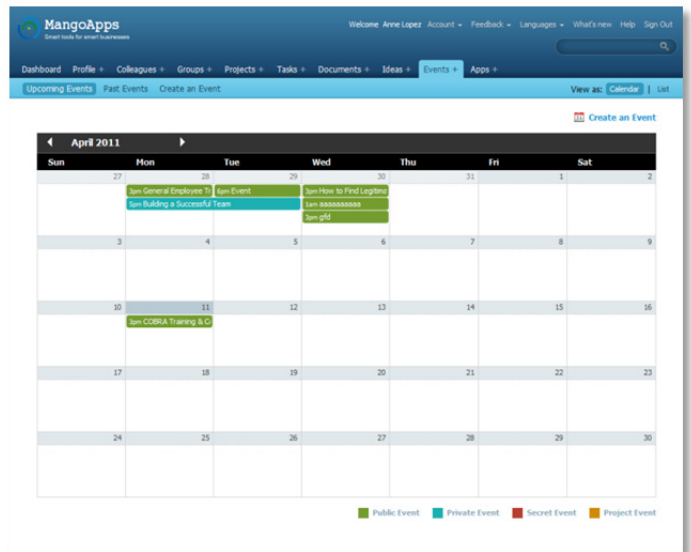 MangoApps
Smart tools for smart businesses
Welcome Anne Lopez Account Feedback Languages What's new Help Sign Out
Dashboard Profile + Colleagues + Groups + Projects + Tasks + Documents + Ideas + Events + Apps +
Upcoming Events Past Events Create an Event View as: Calendar | List
Create an Event
April 2011
Sun Mon Tue Wed Thu Fri Sat
27 28 29 30 31 1 2
3pm General Employee Tr 6pm Event 3pm How to Find Legitima
5pm Building a Successful Team 1am aaaaaaaaaa
3pm gfd
3 4 5 6 7 8 9
10 11 12 13 14 15 16
3pm COBRA Training & C
17 18 19 20 21 22 23
24 25 26 27 28 29 30
Public Event Private Event Secret Event Project Event